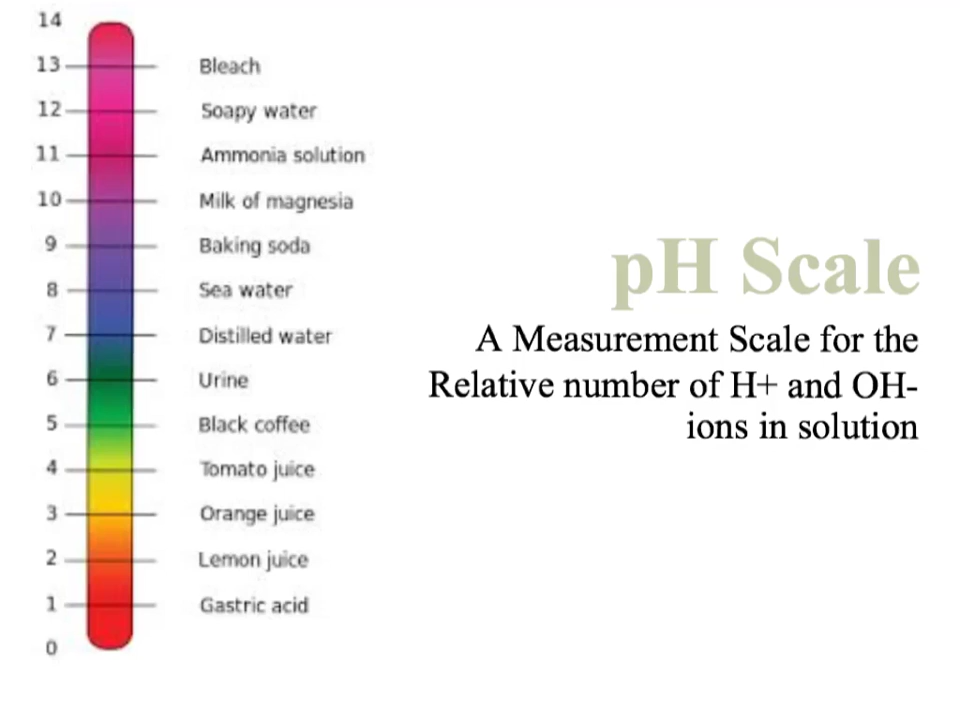 14
13 Bleach
12 Soapy water
11 Ammonia solution
10 Milk of magnesia
9 Baking soda
8 Sea water
7 Distilled water
6 Urine
5 Black coffee
4 Tomato juice
3 Orange juice
2 Lemon juice
1 Gastric acid
0
pH Scale
A Measurement Scale for the
Relative number of H+ and OH-
ions in solution